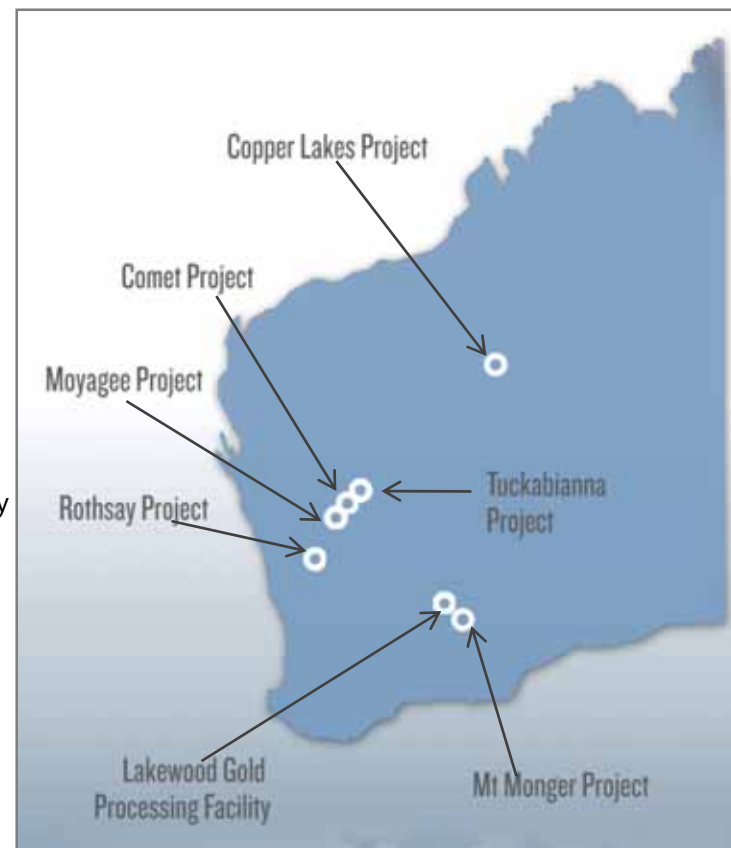 Copper Lakes Project
Comet Project
Moyagee Project
Rothsay Project
Tuckabianna
Project
Lakewood Gold
Processing Facility
Mt Monger Project
y